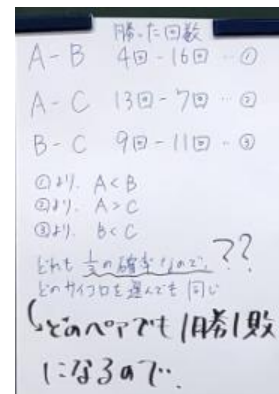 勝った回数
A - B 4回 - 16回 … ①
A - C 13回 - 7回 … ②
B - C 9回 - 11回 … ③
①より. A < B
②より. A > C
③より. B < C
どれも 1/2の確率なので、??
どのサイコロを選んでも同じ
どのペアでも1勝1敗
になるので…